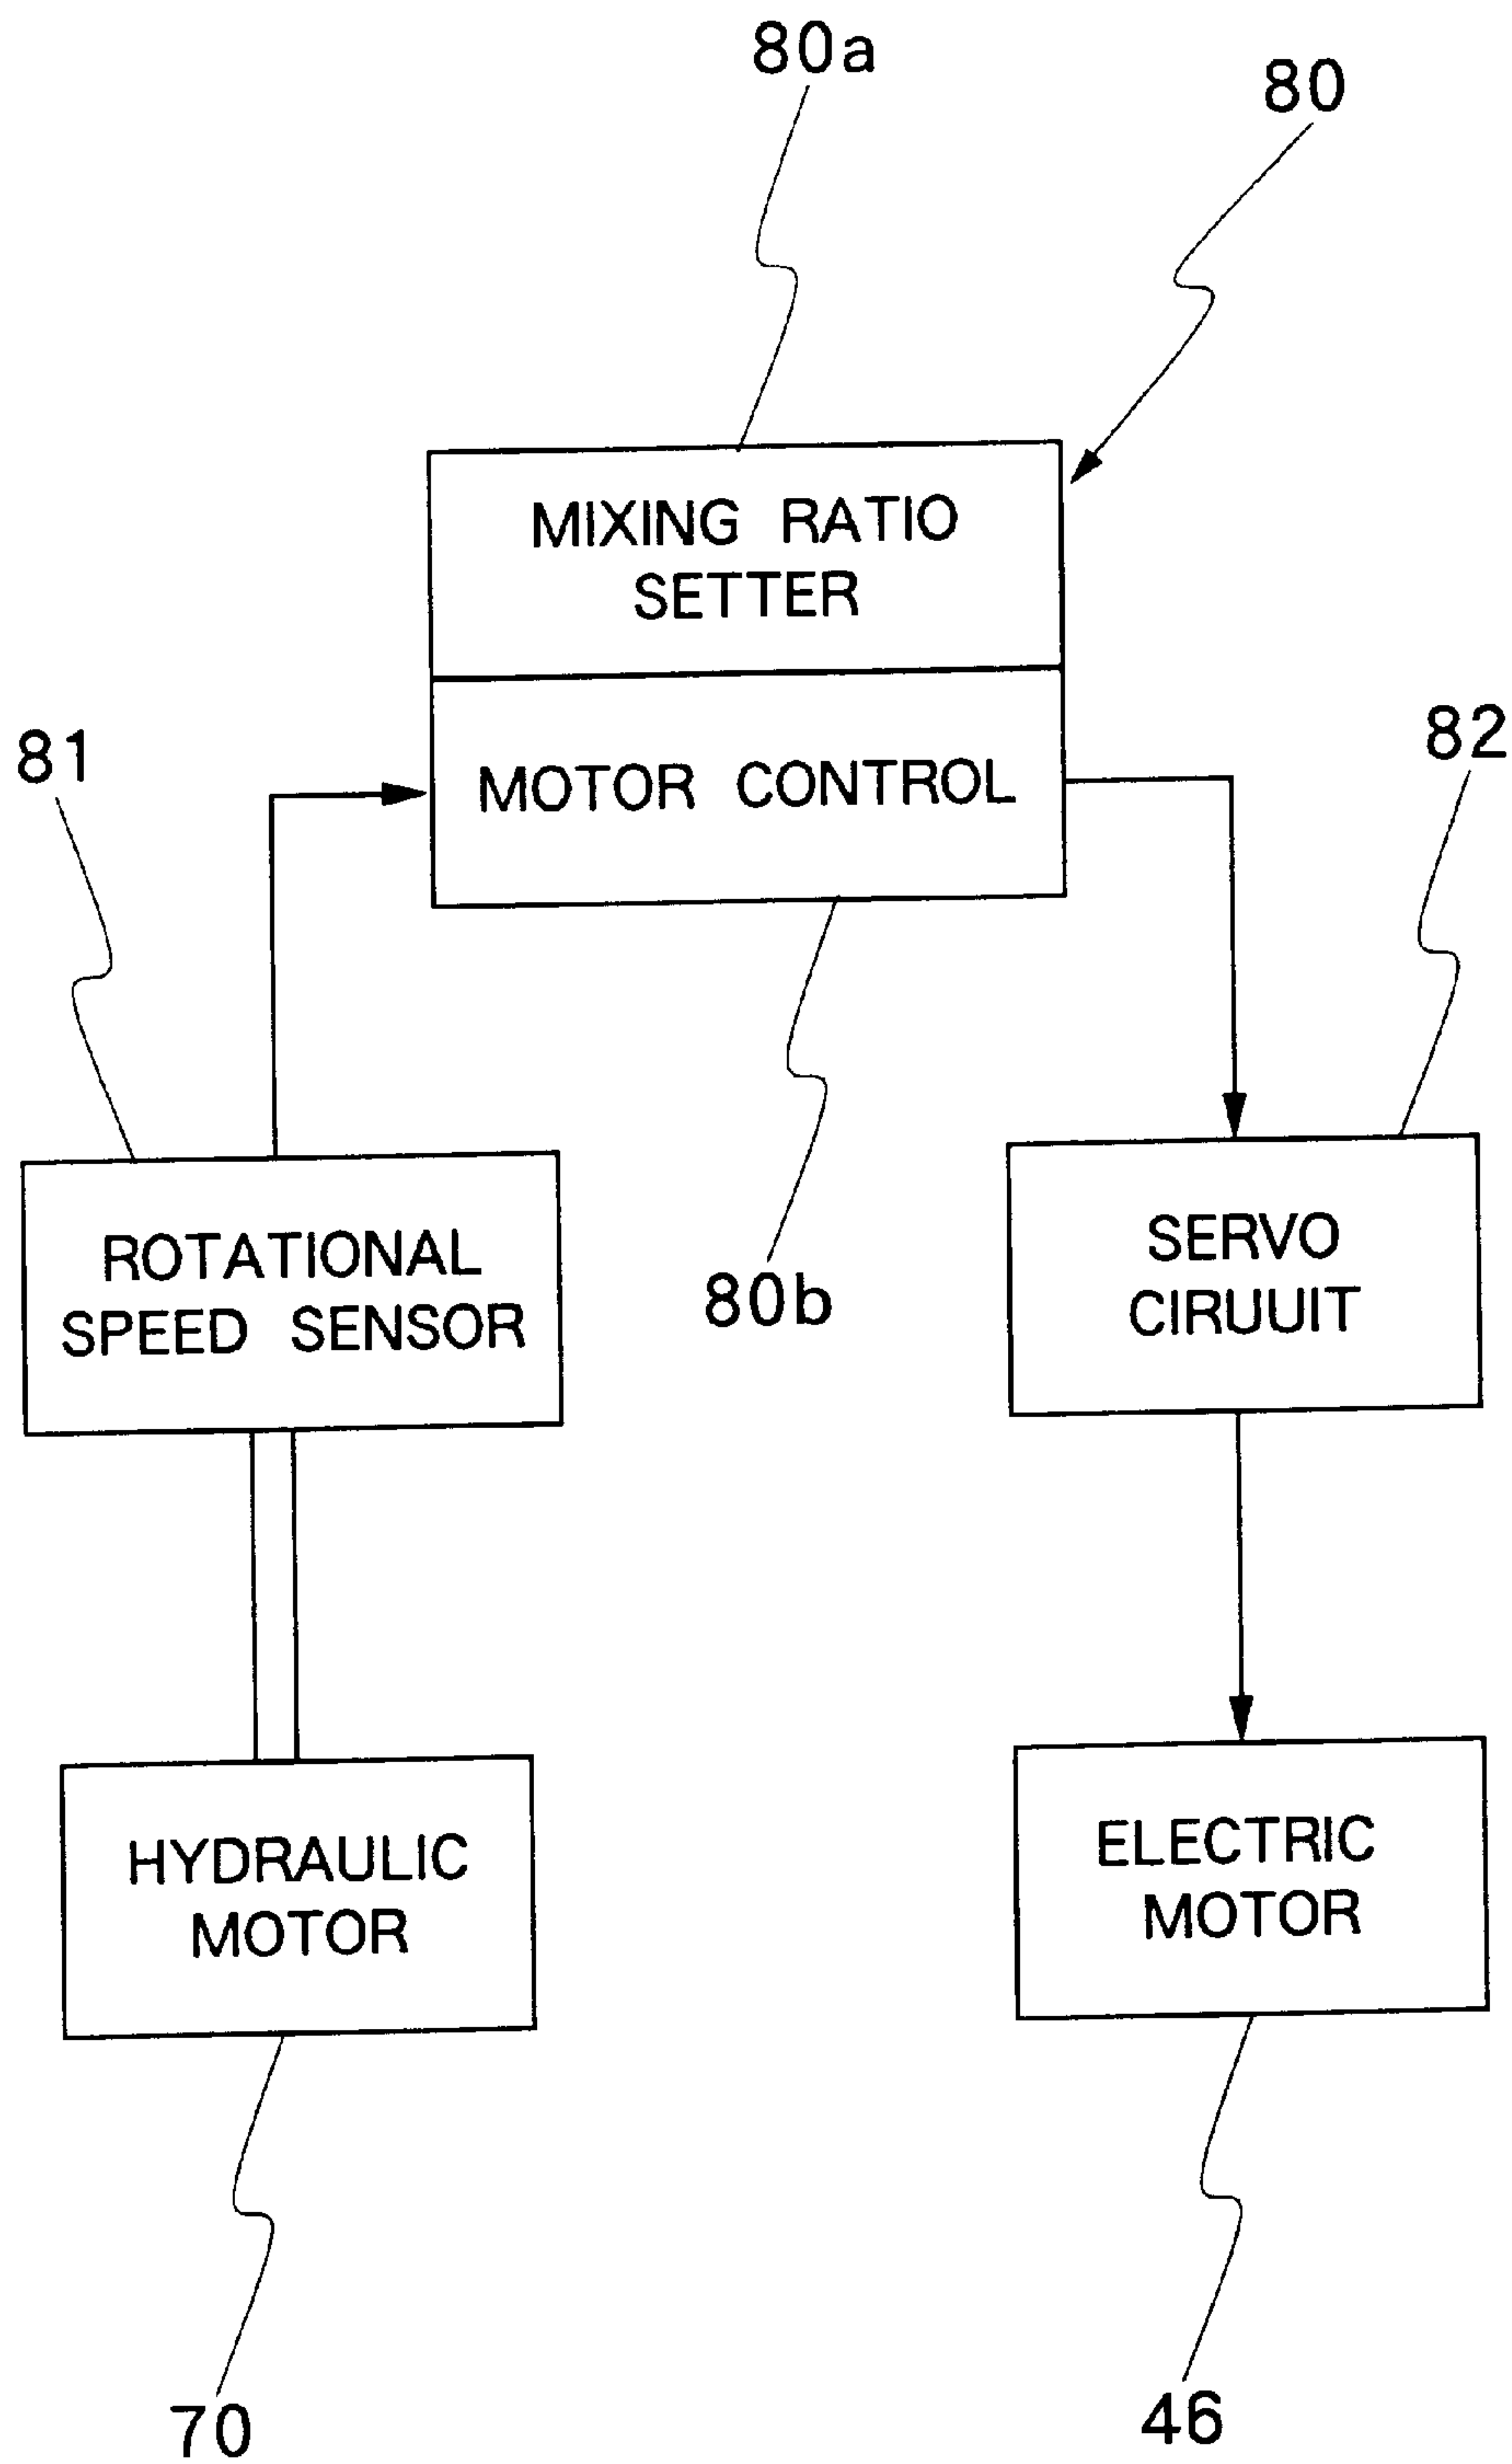 80a
80
MIXING RATIO
SETTER
81
82
MOTOR CONTROL
ROTATIONAL
SPEED SENSOR
80b
SERVO
CIRUUIT
HYDRAULIC
MOTOR
ELECTRIC
MOTOR
70
46